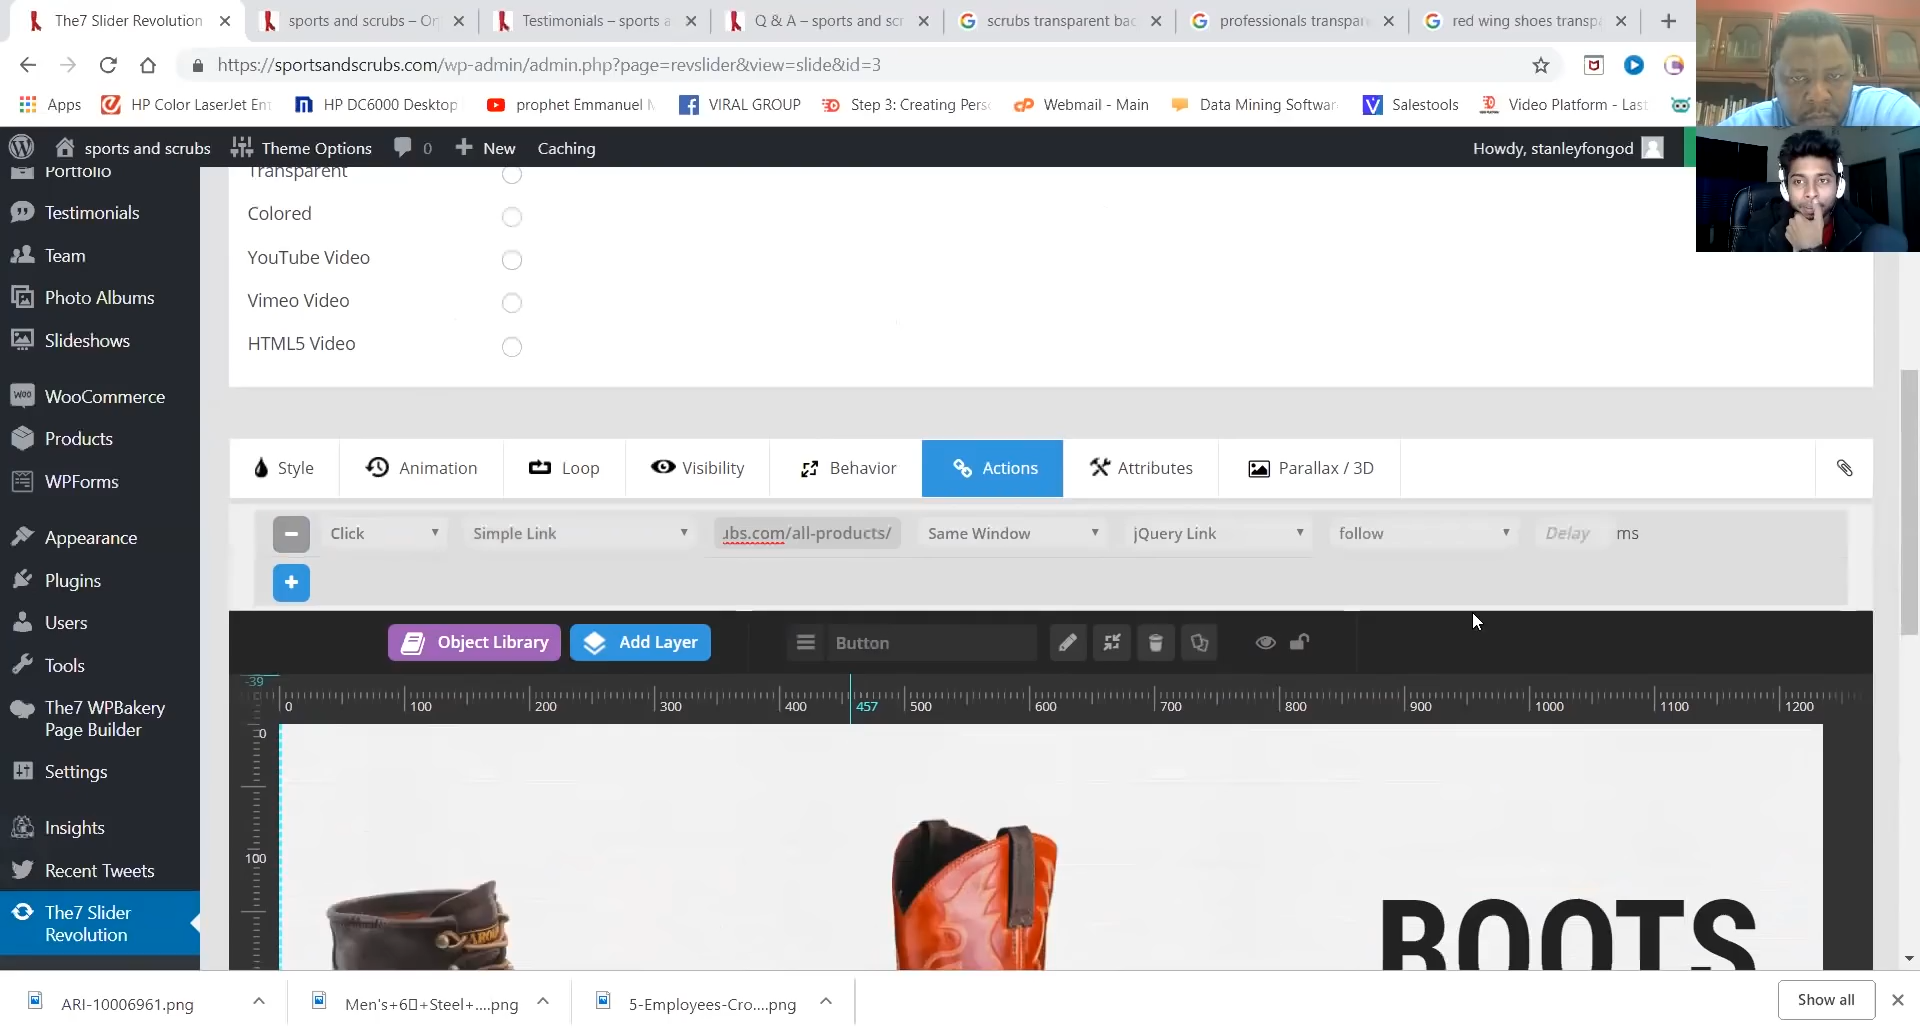 The7 Slider Revolution
sports and scrubs – Or
Testimonials – sports a
Q & A – sports and scr
scrubs transparent bac
professionals transpar
red wing shoes transp
https://sportsandscrubs.com/wp-admin/admin.php?page=revslider&view=slide&id=3
Apps
HP Color LaserJet Ent
HP DC6000 Desktop
prophet Emmanuel M
VIRAL GROUP
Step 3: Creating Pers
Webmail - Main
Data Mining Softwar
Salestools
Video Platform - Last
sports and scrubs
Theme Options
0
New
Caching
Howdy, stanleyfongod
Portfolio
Testimonials
Team
Photo Albums
Slideshows
WooCommerce
Products
WPForms
Appearance
Plugins
Users
Tools
The7 WPBakery
Page Builder
Settings
Insights
Recent Tweets
The7 Slider
Revolution
Transparent
Colored
YouTube Video
Vimeo Video
HTML5 Video
Style
Animation
Loop
Visibility
Behavior
Actions
Attributes
Parallax / 3D
Click
Simple Link
ubs.com/all-products/
Same Window
jQuery Link
follow
Delay
ms
Object Library
Add Layer
Button
-39
0
100
200
300
400
457
500
600
700
800
900
1000
1100
1200
0
100
BOOTS
ARI-10006961.png
Men's+6▯+Steel+....png
5-Employees-Cro....png
Show all